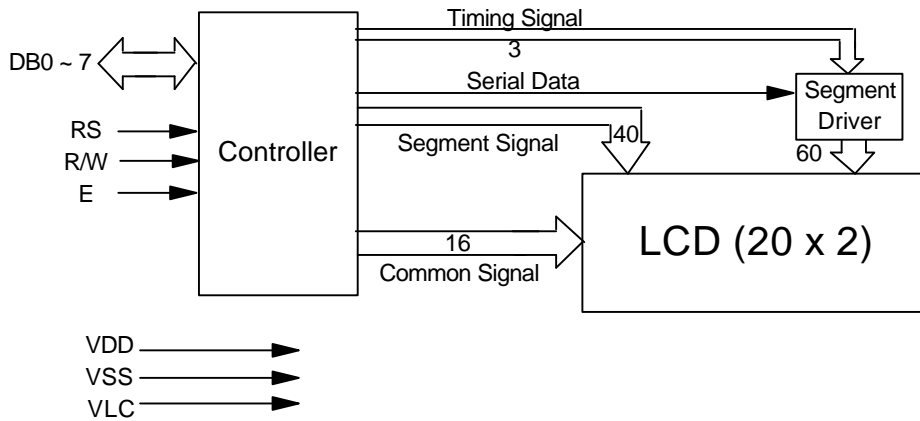 Timing Signal
3
DB0 ~ 7
Serial Data
Segment
Driver
RS
Controller
40
Segment Signal
R/W
60
E
LCD (20 x 2)
16
Common Signal
VDD
VSS
VLC